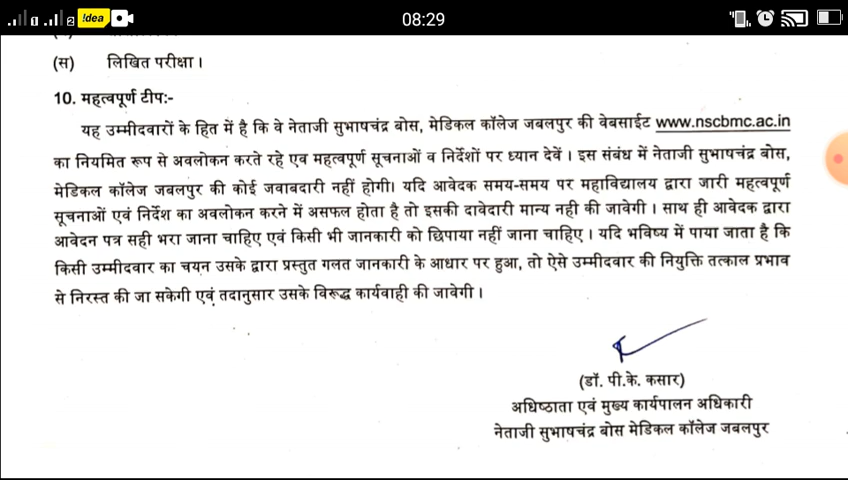 !dea
08:29
(स) लिखित परीक्षा।
10. महत्वपूर्ण टीपः-
यह उम्मीदवारों के हित में है कि वे नेताजी सुभाषचंद्र बोस, मेडिकल कॉलेज जबलपुर की वेबसाईट www.nscbmc.ac.in
का नियमित रूप से अवलोकन करते रहे एव महत्वपूर्ण सूचनाओं व निर्देशों पर ध्यान देवें। इस संबंध में नेताजी सुभाषचंद्र बोस,
मेडिकल कॉलेज जबलपुर की कोई जवाबदारी नहीं होगी। यदि आवेदक समय-समय पर महाविद्यालय द्वारा जारी महत्वपूर्ण
सूचनाओं एवं निर्देश का अवलोकन करने में असफल होता है तो इसकी दावेदारी मान्य नही की जावेगी। साथ ही आवेदक द्वारा
आवेदन पत्र सही भरा जाना चाहिए एवं किसी भी जानकारी को छिपाया नहीं जाना चाहिए। यदि भविष्य में पाया जाता है कि
किसी उम्मीदवार का चयन उसके द्वारा प्रस्तुत गलत जानकारी के आधार पर हुआ, तो ऐसे उम्मीदवार की नियुक्ति तत्काल प्रभाव
से निरस्त की जा सकेगी एवं तदानुसार उसके विरूद्ध कार्यवाही की जावेगी।
(डॉ. पी.के. कसार)
अधिष्ठाता एवं मुख्य कार्यपालन अधिकारी
नेताजी सुभाषचंद्र बोस मेडिकल कॉलेज जबलपुर